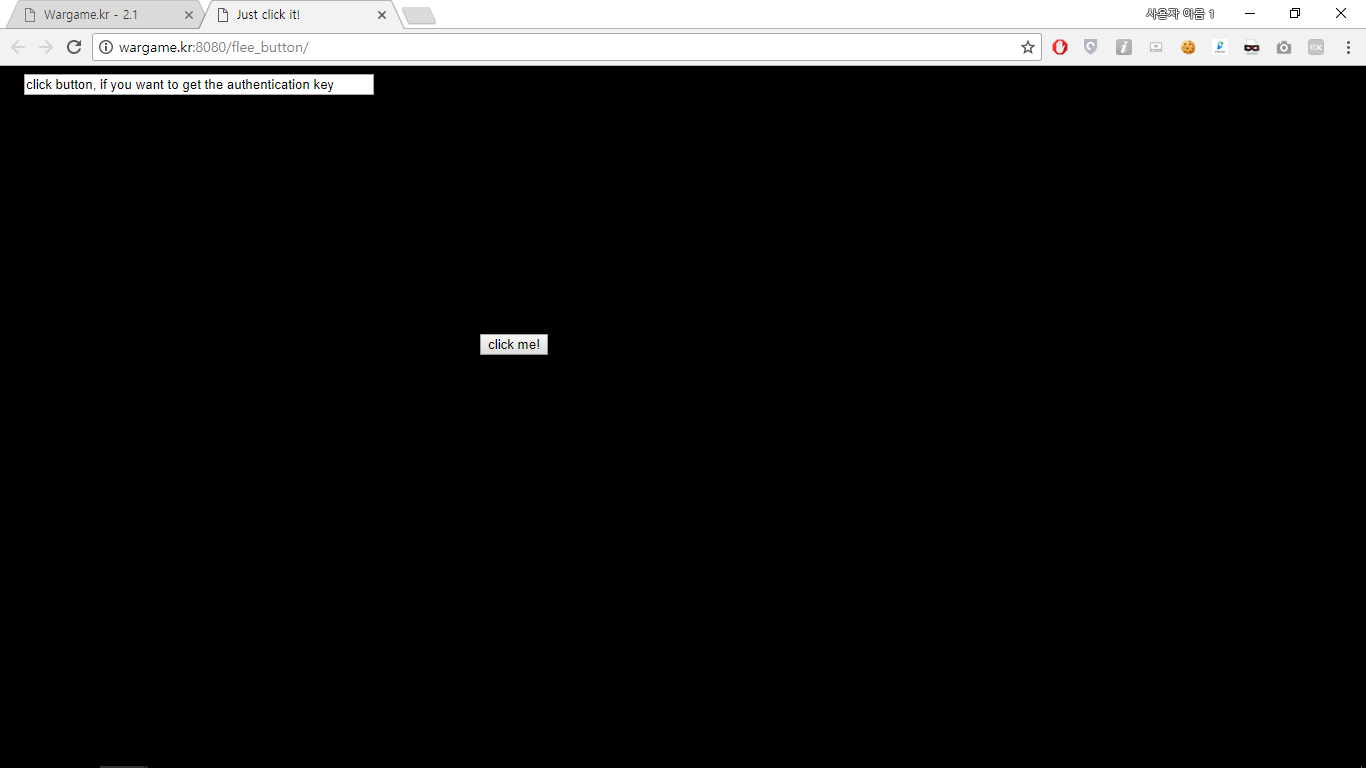 Wargame.kr - 2.1
Just click it!
사용자 이름 1
wargame.kr:8080/flee_button/
click button, if you want to get the authentication key
click me!